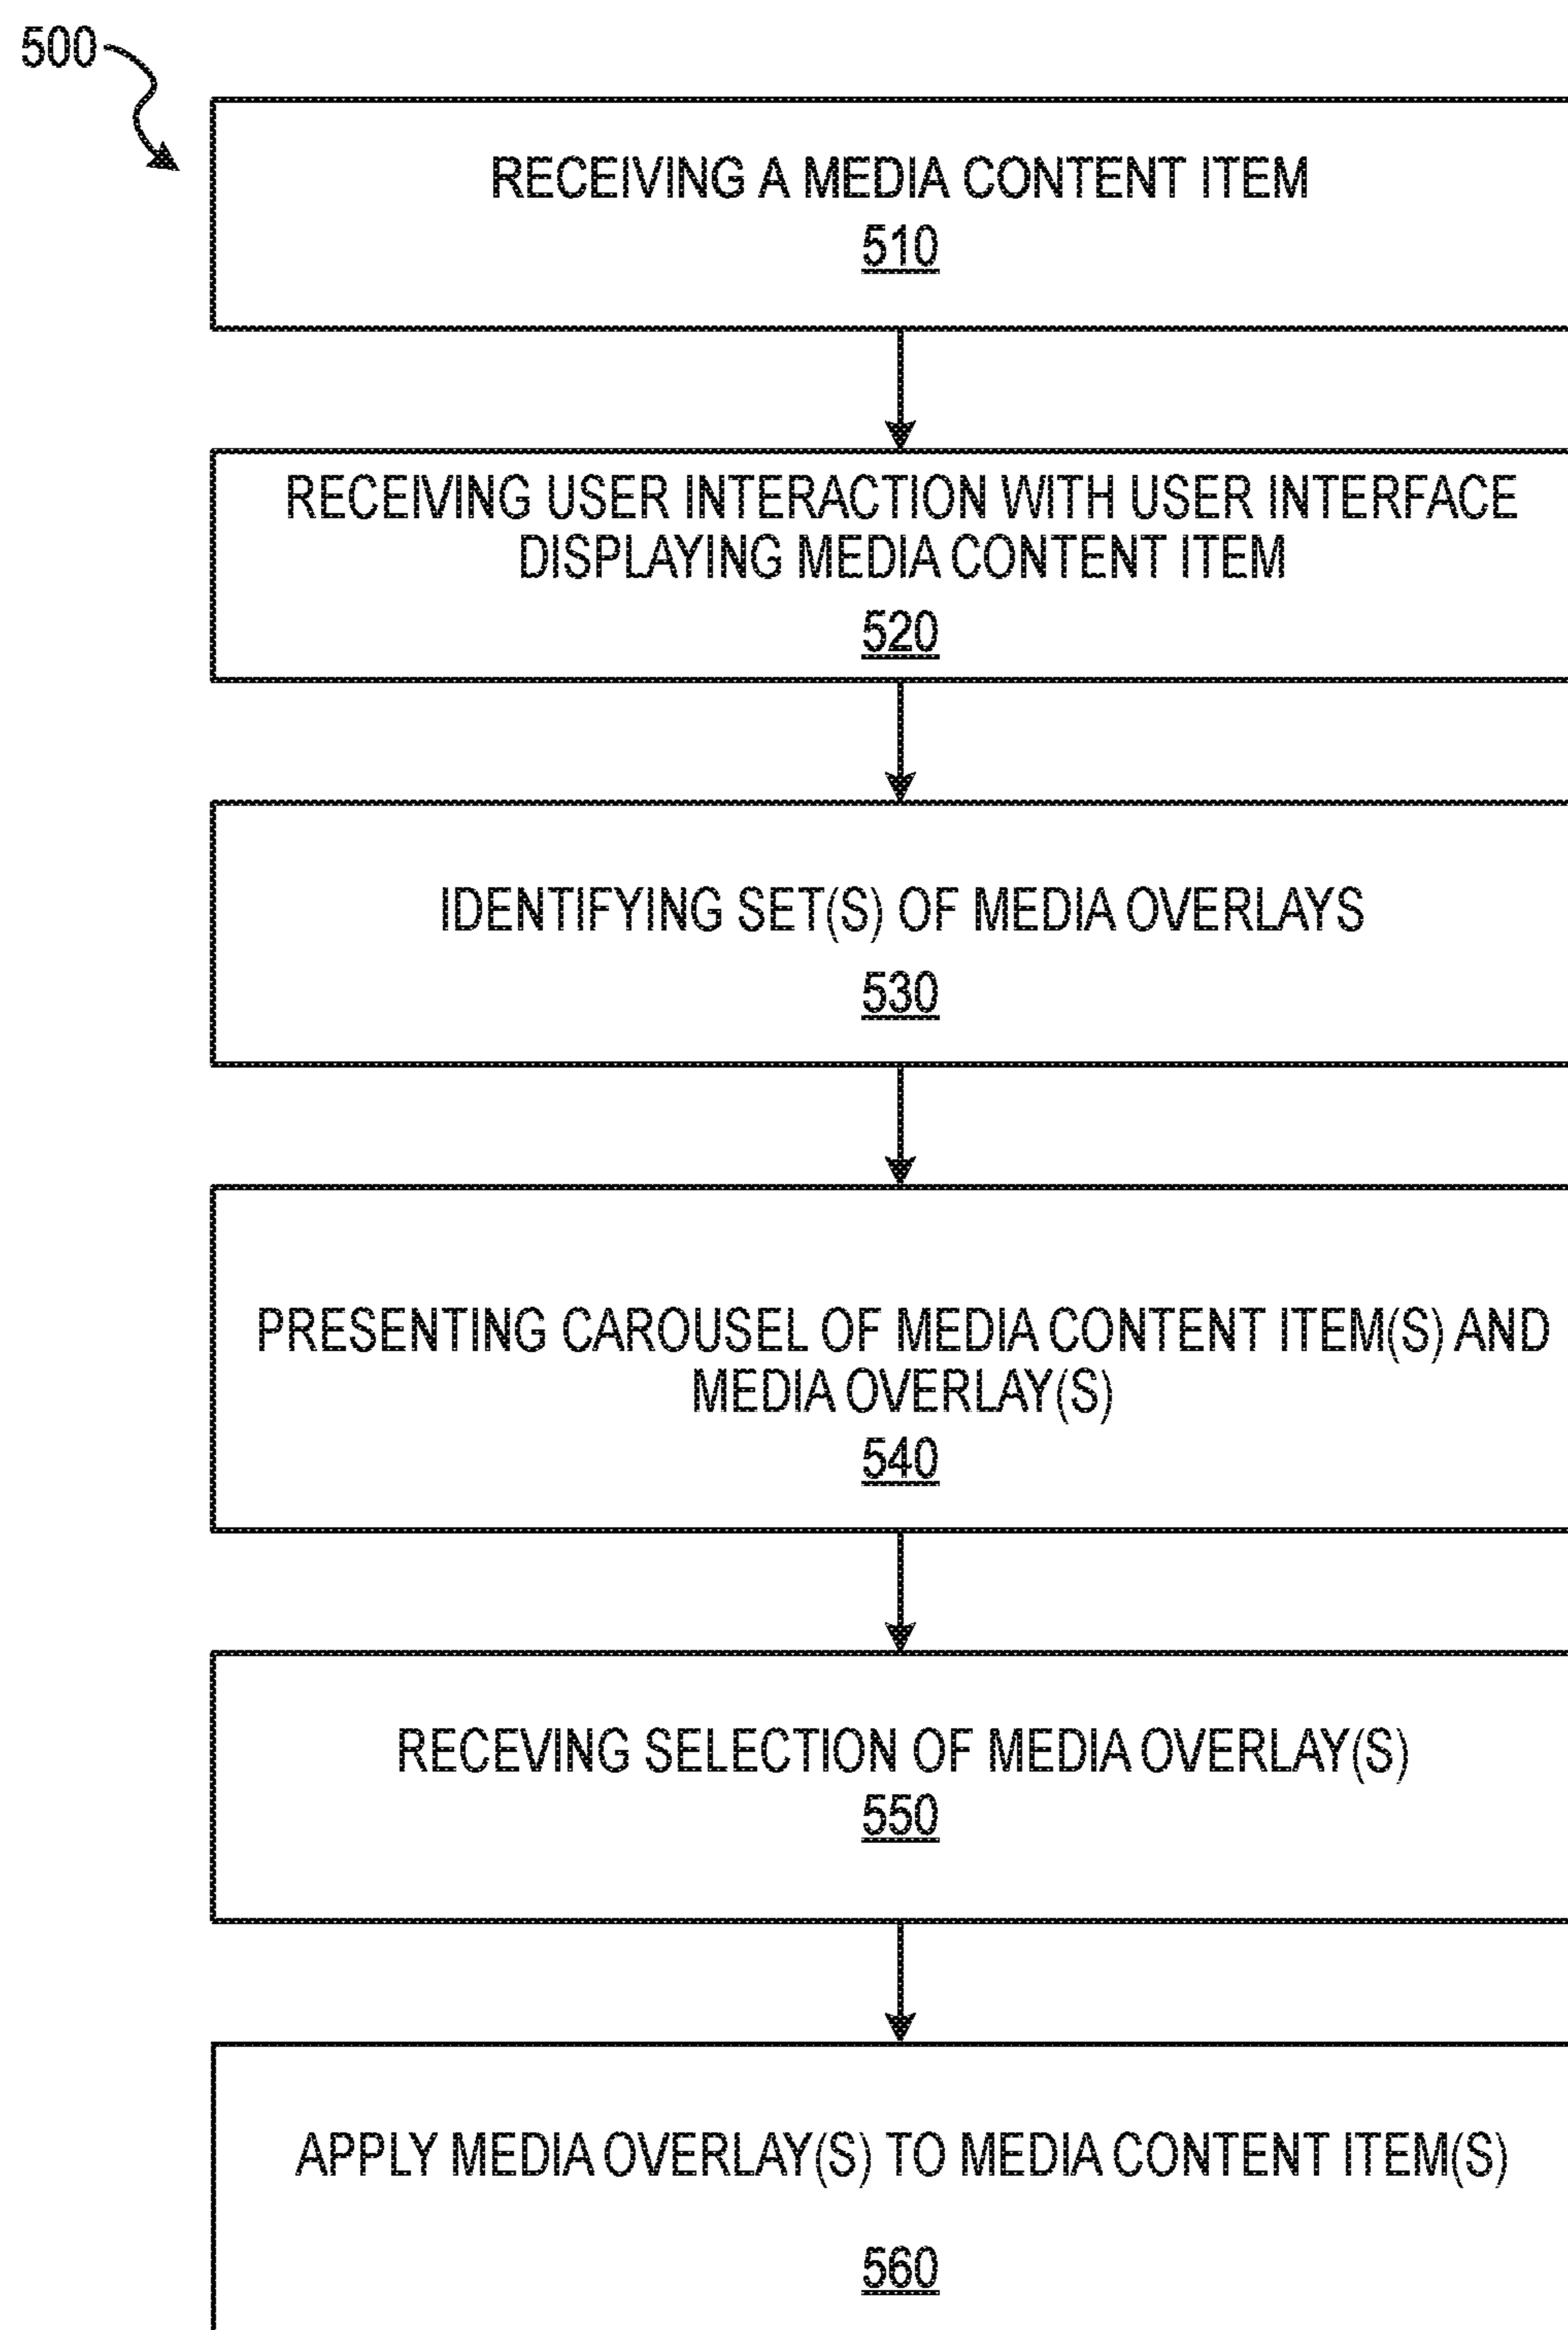 500
RECEIVING A MEDIA CONTENT ITEM
510
RECEIVING USER INTERACTION WITH USER INTERFACE
DISPLAYING MEDIA CONTENT ITEM
520
IDENTIFYING SET(S) OF MEDIA OVERLAYS
530
PRESENTING CAROUSEL OF MEDIA CONTENT ITEM(S) AND
MEDIA OVERLAY(S)
540
RECEVING SELECTION OF MEDIA OVERLAY(S)
550
APPLY MEDIA OVERLAY(S) TO MEDIA CONTENT ITEM(S)
560